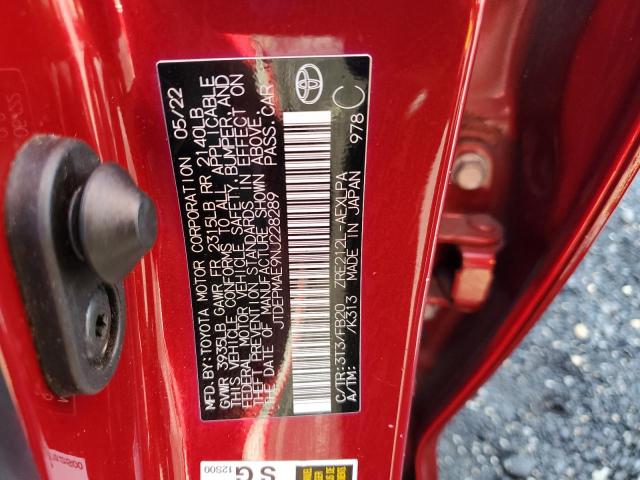 MFD. BY: TOYOTA MOTOR CORPORATION 05/22
GVWR 3935LB GAWR FR 2315LB RR 2140LB
THIS VEHICLE CONFORMS TO ALL APPLICABLE
FEDERAL MOTOR VEHICLE SAFETY, BUMPER, AND
THEFT PREVENTION STANDARDS IN EFFECT ON
THE DATE OF MANUFACTURE SHOWN ABOVE.
JTDEPMAE9NJ228289 PASS CAR
C/TR: 3T3/FB20 ZRE212L-AEXLPA
A/TM: /K313 MADE IN JAPAN 978 C
SG
12S00